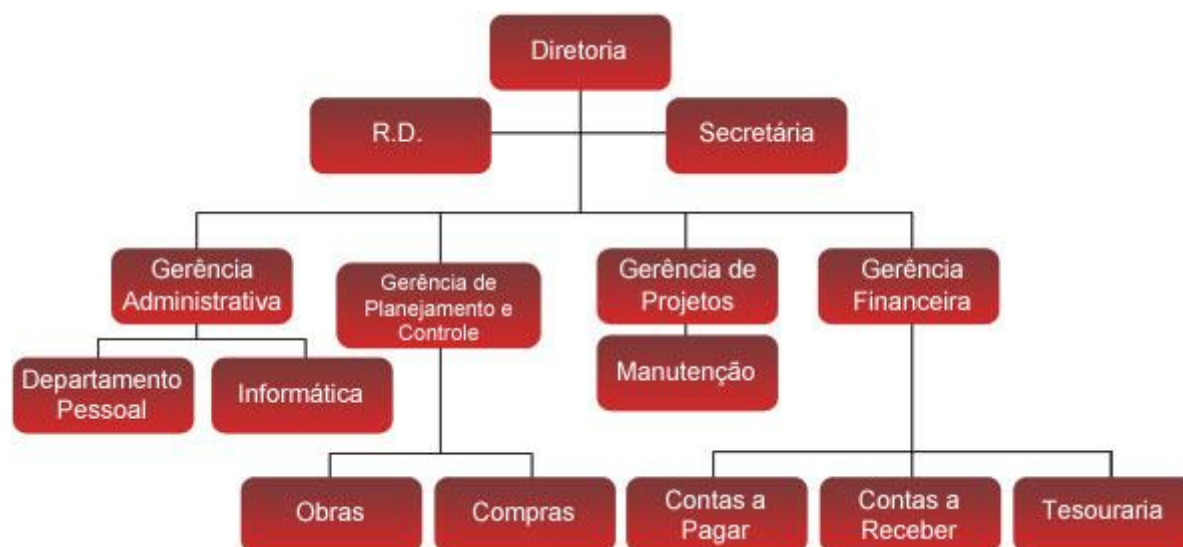 Diretoria
R.D.
Secretária
Gerência
Administrativa
Gerência de
Planejamento e
Controle
Gerência de
Projetos
Gerência
Financeira
Departamento
Pessoal
Informática
Manutenção
Obras
Compras
Contas a
Pagar
Contas a
Receber
Tesouraria